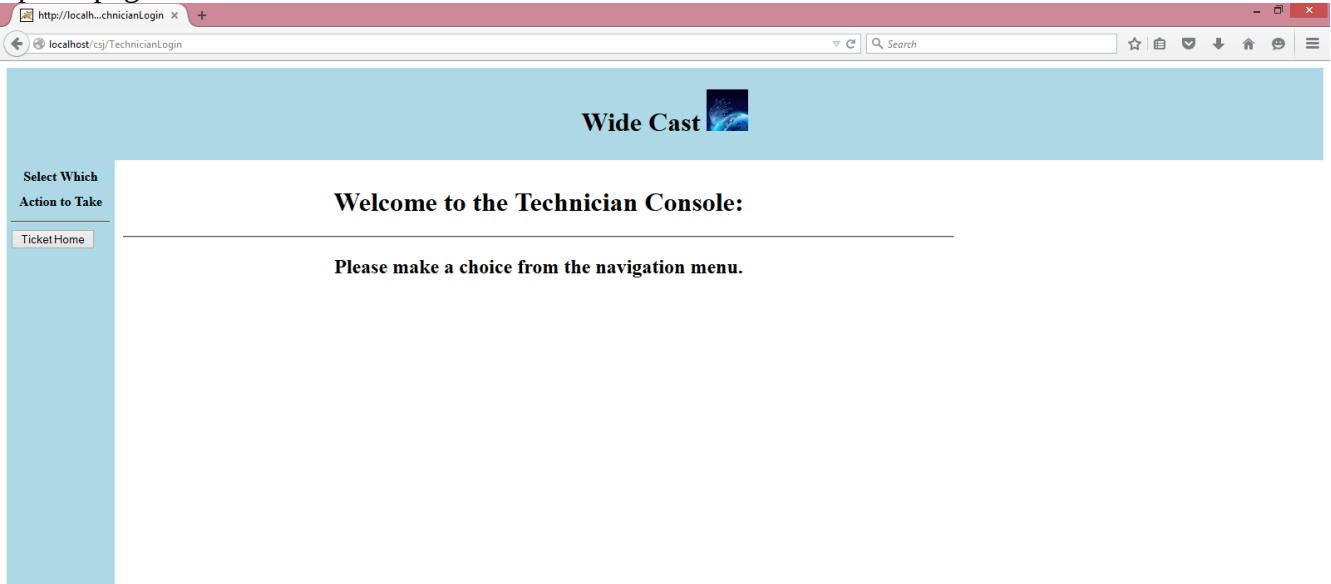 http://localh...chnicianLogin × +
localhost/csj/TechnicianLogin
Search
Wide Cast
Select Which
Action to Take
Ticket Home
Welcome to the Technician Console:
Please make a choice from the navigation menu.